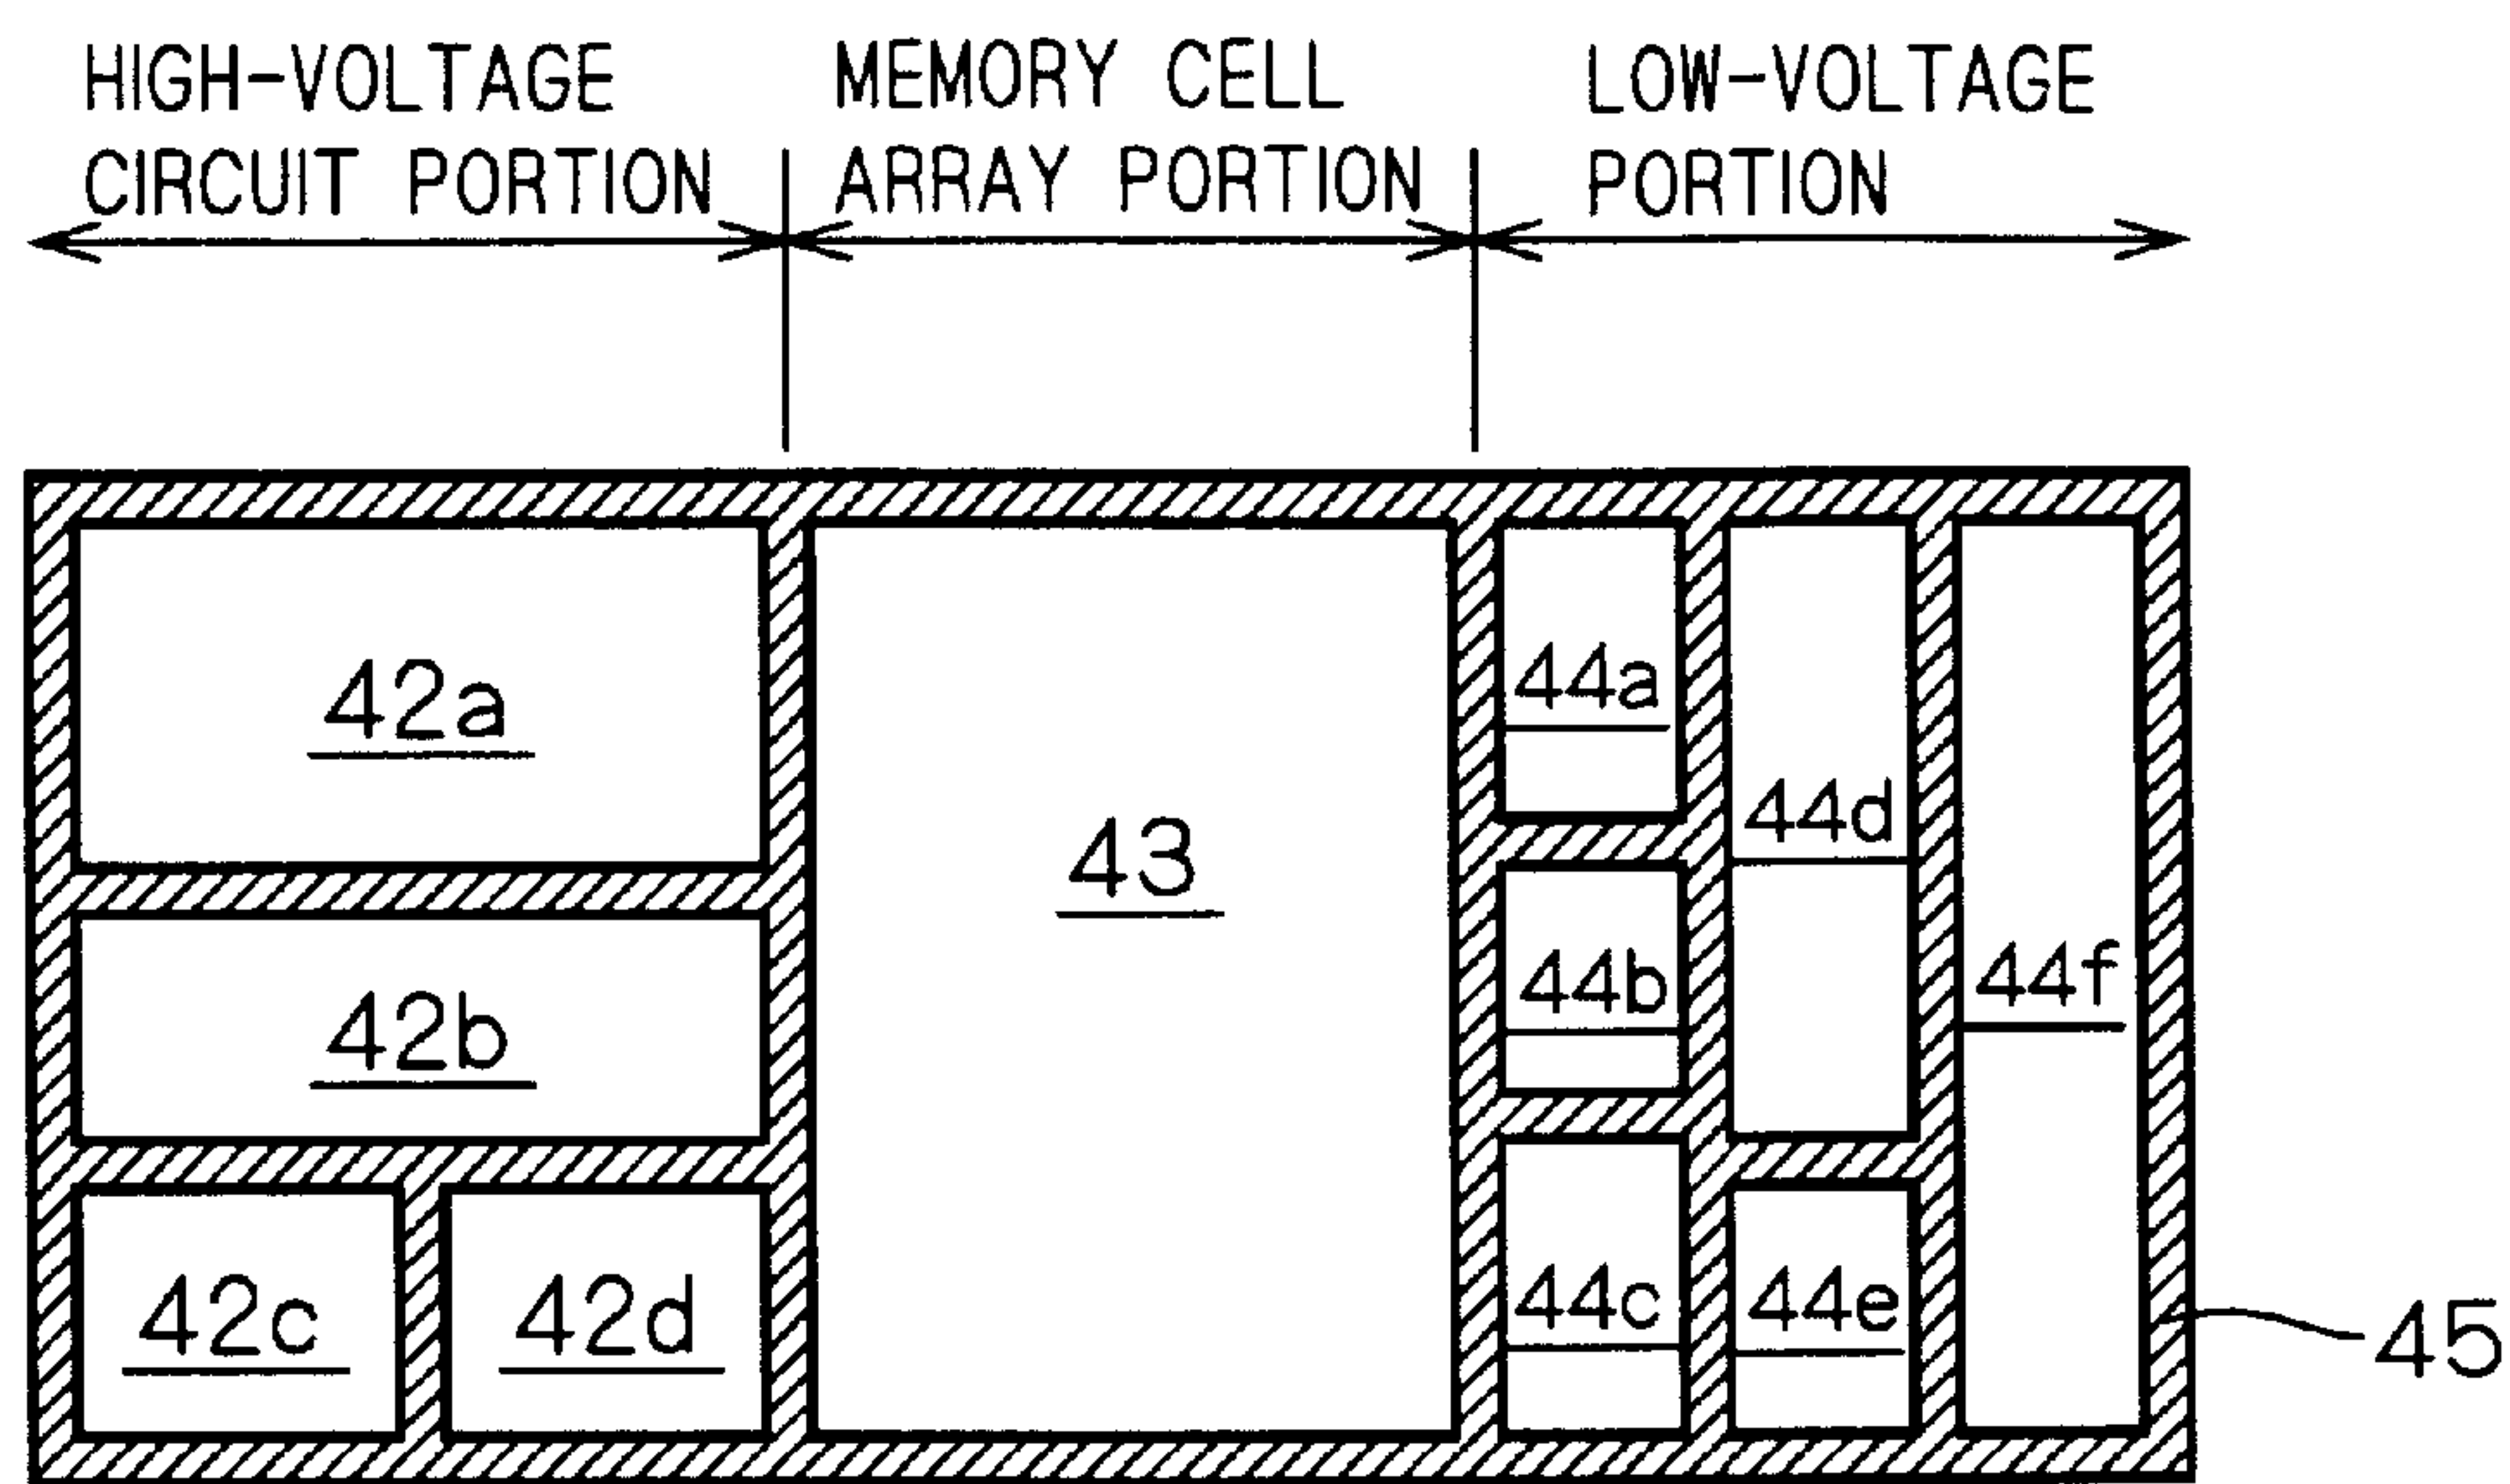 HIGH-VOLTAGE
CIRCUIT PORTION
MEMORY CELL
ARRAY PORTION
LOW-VOLTAGE
PORTION
42a
42b
42c
42d
43
44a
44b
44c
44d
44e
44f
45